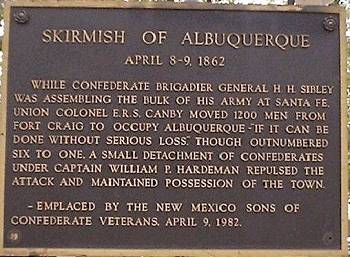 SKIRMISH OF ALBUQUERQUE
APRIL 8-9, 1862
WHILE CONFEDERATE BRIGADIER GENERAL H. H. SIBLEY
WAS ASSEMBLING THE BULK OF HIS ARMY AT SANTA FE,
UNION COLONEL E.R.S. CANBY MOVED 1200 MEN FROM
FORT CRAIG TO OCCUPY ALBUQUERQUE "IF IT CAN BE
DONE WITHOUT SERIOUS LOSS." THOUGH OUTNUMBERED
SIX TO ONE, A SMALL DETACHMENT OF CONFEDERATES
UNDER CAPTAIN WILLIAM P. HARDEMAN REPULSED THE
ATTACK AND MAINTAINED POSSESSION OF THE TOWN.
- EMPLACED BY THE NEW MEXICO SONS OF
CONFEDERATE VETERANS. APRIL 9, 1982.